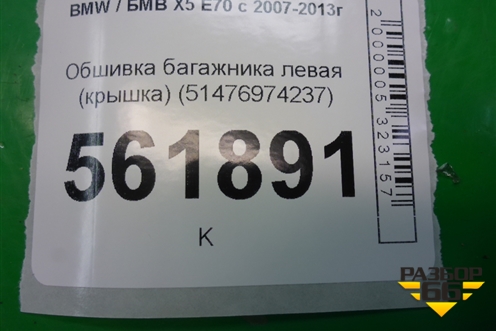 BMW / БМВ X5 E70 с 2007-2013г
Обшивка багажника левая
(крышка) (51476974237)
561891
К
2000005323157
РАЗБОР
66